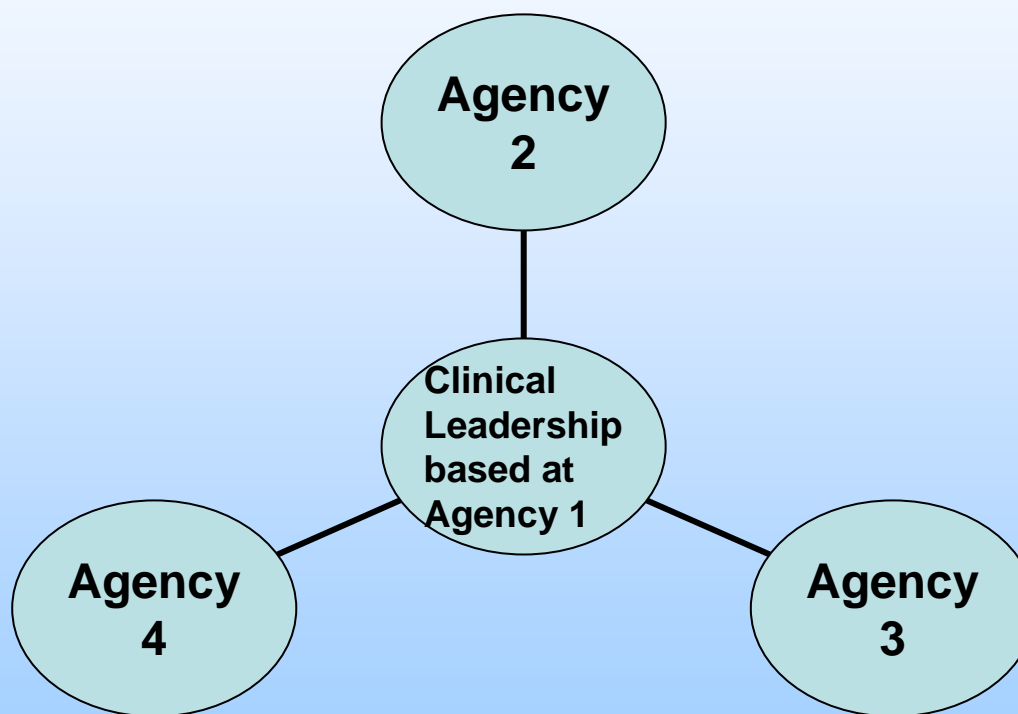 Agency
2
Clinical
Leadership
based at
Agency 1
Agency
4
Agency
3